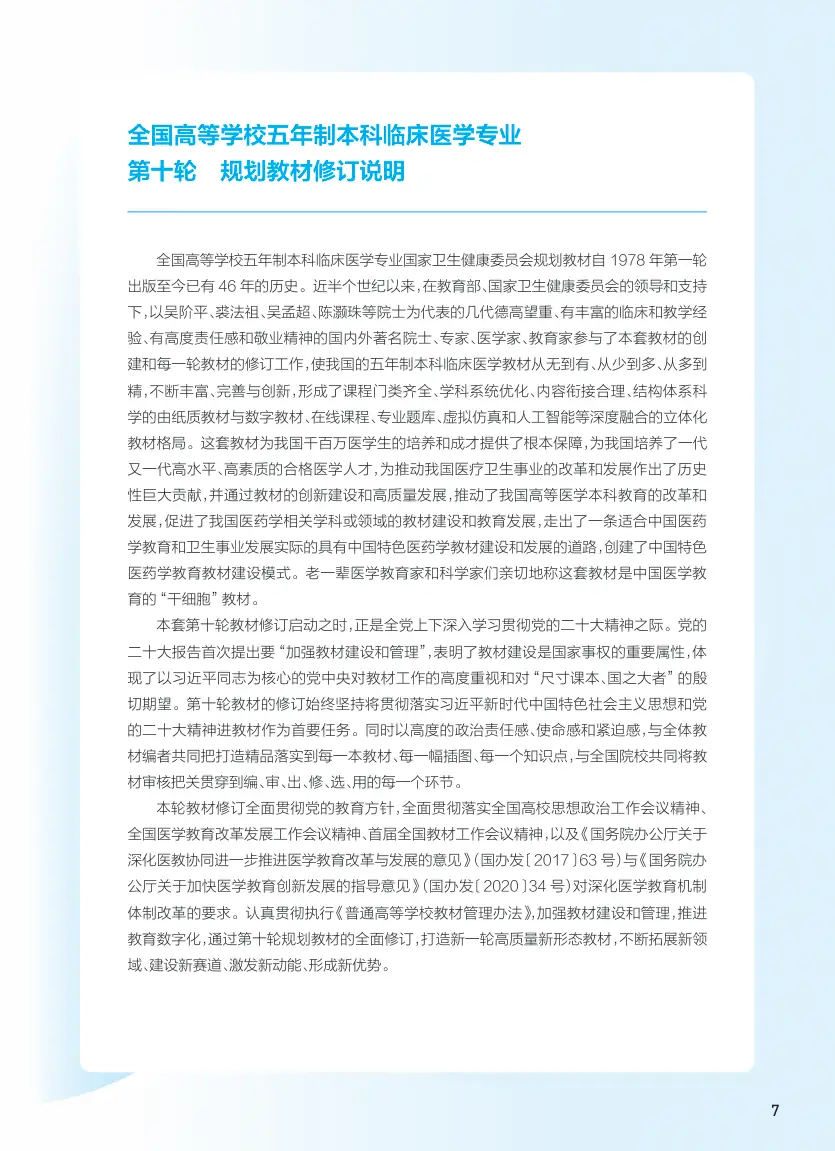 全国高等学校五年制本科临床医学专业
第十轮　规划教材修订说明
全国高等学校五年制本科临床医学专业国家卫生健康委员会规划教材自 1978 年第一轮
出版至今已有 46 年的历史。近半个世纪以来,在教育部、国家卫生健康委员会的领导和支持
下,以吴阶平、裘法祖、吴孟超、陈灏珠等院士为代表的几代德高望重、有丰富的临床和教学经
验、有高度责任感和敬业精神的国内外著名院士、专家、医学家、教育家参与了本套教材的创
建和每一轮教材的修订工作,使我国的五年制本科临床医学教材从无到有、从少到多、从多到
精,不断丰富、完善与创新,形成了课程门类齐全、学科系统优化、内容衔接合理、结构体系科
学的由纸质教材与数字教材、在线课程、专业题库、虚拟仿真和人工智能等深度融合的立体化
教材格局。这套教材为我国千百万医学生的培养和成才提供了根本保障,为我国培养了一代
又一代高水平、高素质的合格医学人才,为推动我国医疗卫生事业的改革和发展作出了历史
性巨大贡献,并通过教材的创新建设和高质量发展,推动了我国高等医学本科教育的改革和
发展,促进了我国医药学相关学科或领域的教材建设和教育发展,走出了一条适合中国医药
学教育和卫生事业发展实际的具有中国特色医药学教材建设和发展的道路,创建了中国特色
医药学教育教材建设模式。老一辈医学教育家和科学家们亲切地称这套教材是中国医学教
育的“干细胞”教材。
本套第十轮教材修订启动之时,正是全党上下深入学习贯彻党的二十大精神之际。党的
二十大报告首次提出要“加强教材建设和管理”,表明了教材建设是国家事权的重要属性,体
现了以习近平同志为核心的党中央对教材工作的高度重视和对“尺寸课本、国之大者”的殷
切期望。第十轮教材的修订始终坚持将贯彻落实习近平新时代中国特色社会主义思想和党
的二十大精神进教材作为首要任务。同时以高度的政治责任感、使命感和紧迫感,与全体教
材编者共同把打造精品落实到每一本教材、每一幅插图、每一个知识点,与全国院校共同将教
材审核把关贯穿到编、审、出、修、选、用的每一个环节。
本轮教材修订全面贯彻党的教育方针,全面贯彻落实全国高校思想政治工作会议精神、
全国医学教育改革发展工作会议精神、首届全国教材工作会议精神,以及《国务院办公厅关于
深化医教协同进一步推进医学教育改革与发展的意见》(国办发〔2017〕63 号)与《国务院办
公厅关于加快医学教育创新发展的指导意见》(国办发〔2020〕34 号)对深化医学教育机制
体制改革的要求。认真贯彻执行《普通高等学校教材管理办法》,加强教材建设和管理,推进
教育数字化,通过第十轮规划教材的全面修订,打造新一轮高质量新形态教材,不断拓展新领
域、建设新赛道、激发新动能、形成新优势。
7